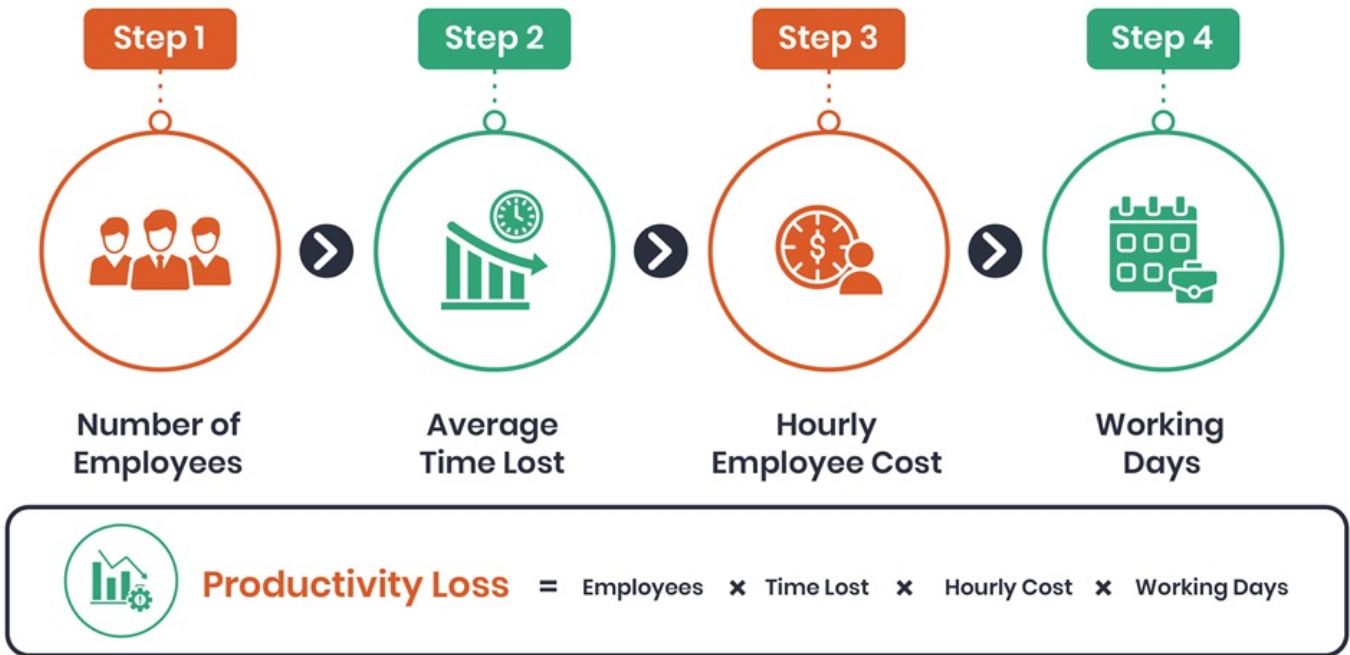 Step 1
Step 2
Step 3
Step 4
Number of
Employees
Average
Time Lost
Hourly
Employee Cost
Working
Days
Productivity Loss = Employees × Time Lost × Hourly Cost × Working Days